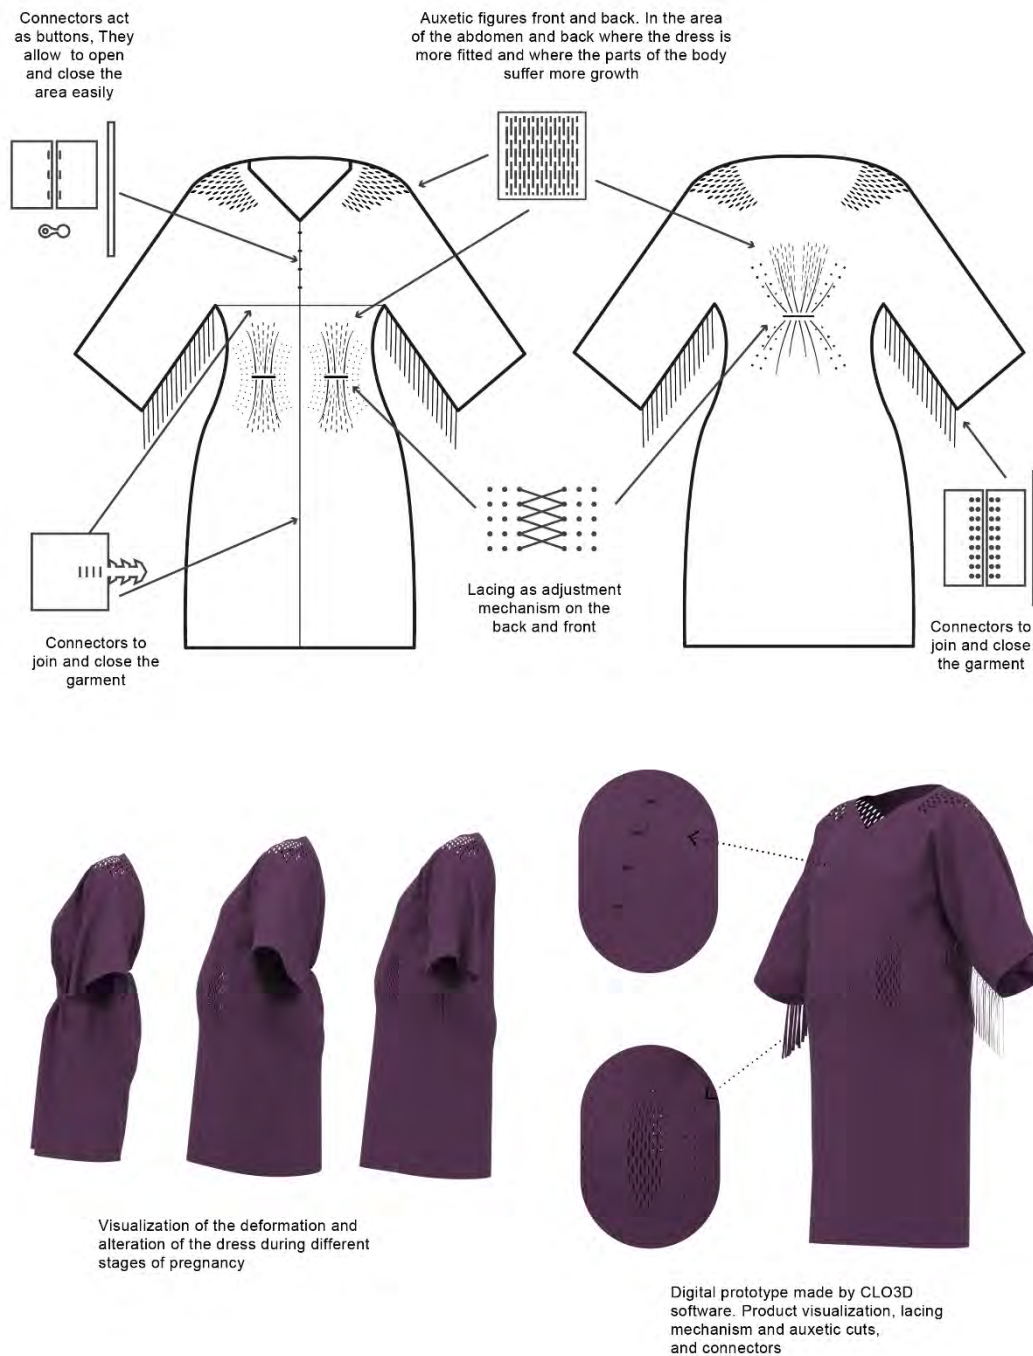 Connectors act
as buttons, They
allow to open
and close the
area easily
Auxetic figures front and back. In the area
of the abdomen and back where the dress is
more fitted and where the parts of the body
suffer more growth
Lacing as adjustment
mechanism on the
back and front
Connectors to
join and close the
garment
Connectors to
join and close
the garment
Visualization of the deformation and
alteration of the dress during different
stages of pregnancy
Digital prototype made by CLO3D
software. Product visualization, lacing
mechanism and auxetic cuts,
and connectors